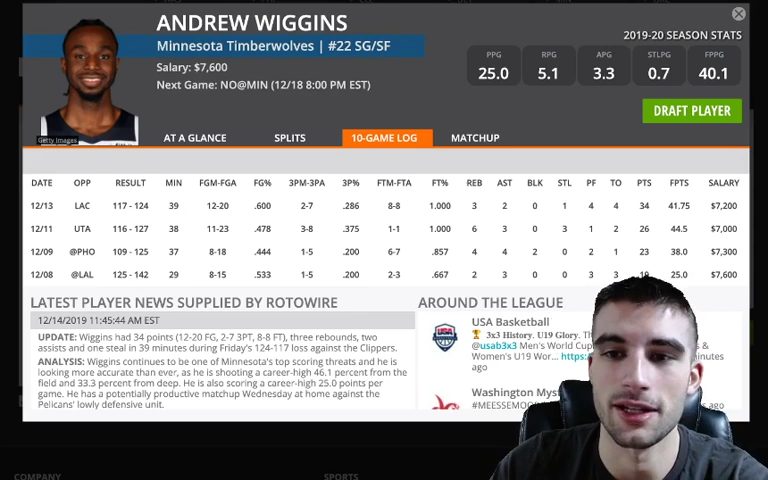 ANDREW WIGGINS
Minnesota Timberwolves | #22 SG/SF
Salary: $7,600
Next Game: NO@MIN (12/18 8:00 PM EST)
2019-20 SEASON STATS
PPG RPG APG STLPG FPPG
25.0 5.1 3.3 0.7 40.1
DRAFT PLAYER
Getty Images
AT A GLANCE SPLITS 10-GAME LOG MATCHUP
DATE OPP RESULT MIN FGM-FGA FG% 3PM-3PA 3P% FTM-FTA FT% REB AST BLK STL PF TO PTS FPTS SALARY
12/13 LAC 117 - 124 39 12-20 .600 2-7 .286 8-8 1.000 3 2 0 1 4 4 34 41.75 $7,200
12/11 UTA 116 - 127 38 11-23 .478 3-8 .375 1-1 1.000 6 3 0 3 1 2 26 44.5 $7,000
12/09 @PHO 109 - 125 37 8-18 .444 1-5 .200 6-7 .857 4 4 2 0 2 1 23 38.0 $7,300
12/08 @LAL 125 - 142 29 8-15 .533 1-5 .200 2-3 .667 2 3 0 0 3 3 19 25.0 $7,600
LATEST PLAYER NEWS SUPPLIED BY ROTOWIRE
12/14/2019 11:45:44 AM EST
UPDATE: Wiggins had 34 points (12-20 FG, 2-7 3PT, 8-8 FT), three rebounds, two
assists and one steal in 39 minutes during Friday's 124-117 loss against the Clippers.
ANALYSIS: Wiggins continues to be one of Minnesota's top scoring threats and he is
looking more accurate than ever, as he is shooting a career-high 46.1 percent from the
field and 33.3 percent from deep. He is also scoring a career-high 25.0 points per
game. He has a potentially productive matchup Wednesday at home against the
Pelicans' lowly defensive unit.
AROUND THE LEAGUE
USA Basketball
🏆 3x3 History. U19 Glory. Th
@usab3x3 Men's World Cup &
Women's U19 Wor... https: minutes
ago
Washington Myst
#MEESSEMOO s ago
COMPANY SPORTS